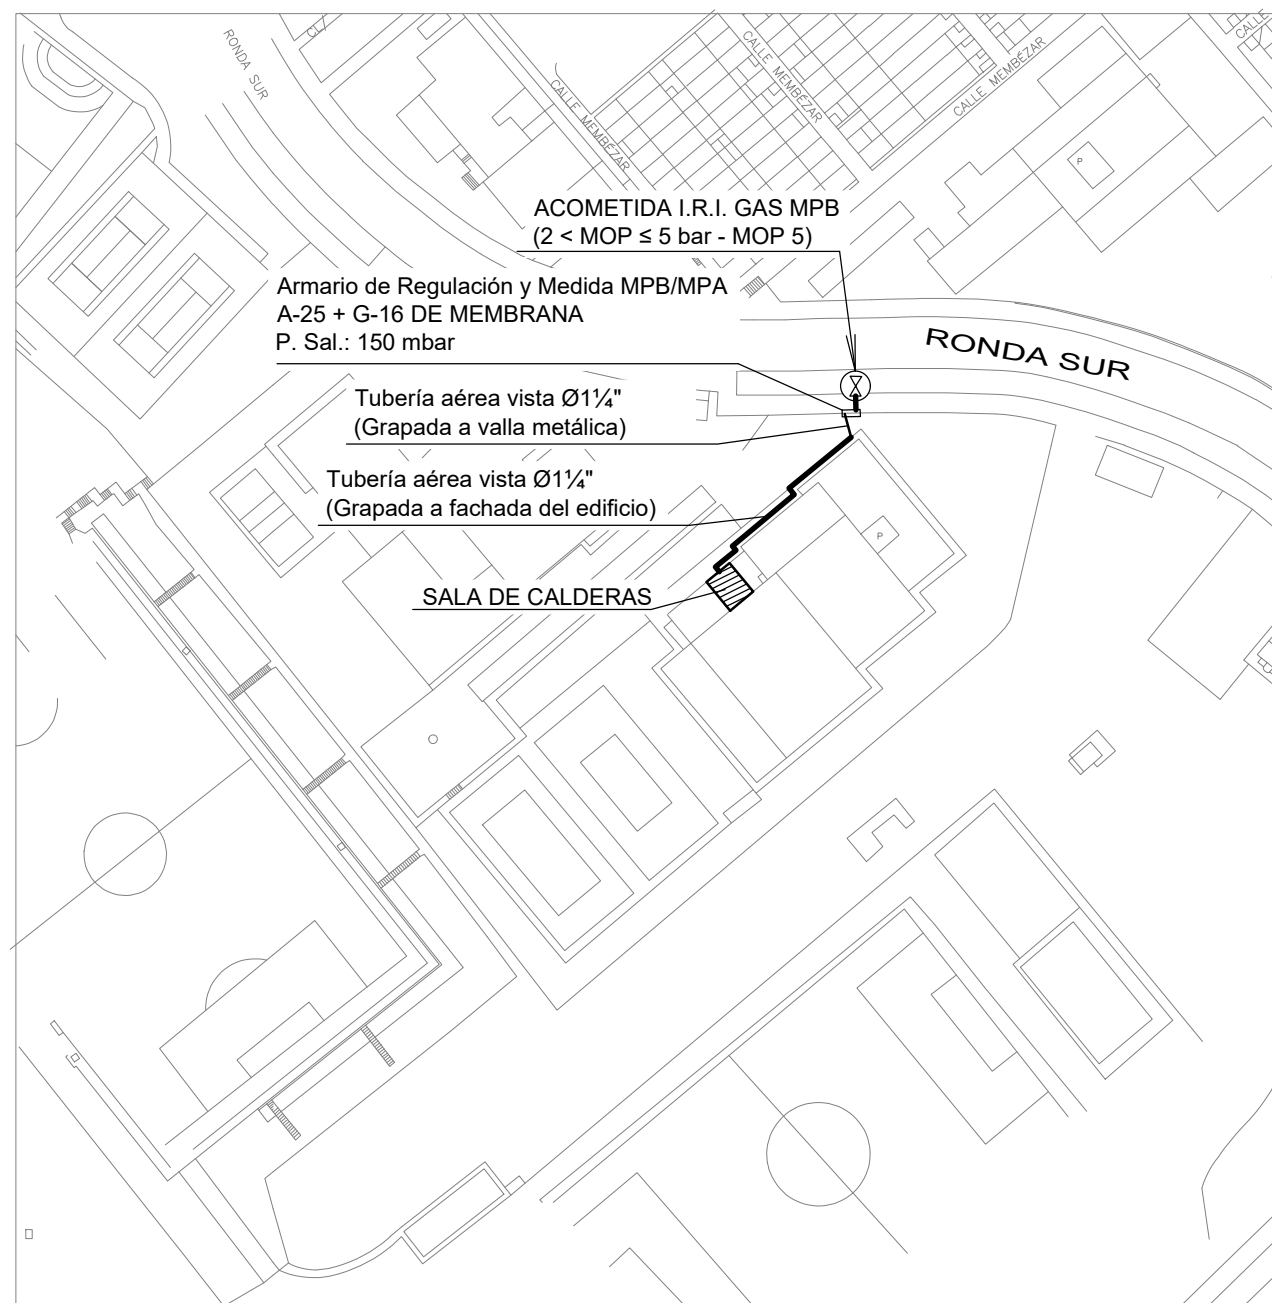 RONDA SUR
CL/
CALLE MEMBÉZAR
CALLE MEMBÉZAR
CALLE MEMBÉZAR
CALLE
P
ACOMETIDA I.R.I. GAS MPB
(2 < MOP ≤ 5 bar - MOP 5)
Armario de Regulación y Medida MPB/MPA
A-25 + G-16 DE MEMBRANA
P. Sal.: 150 mbar
RONDA SUR
Tubería aérea vista Ø1¼"
(Grapada a valla metálica)
Tubería aérea vista Ø1¼"
(Grapada a fachada del edificio)
P
SALA DE CALDERAS